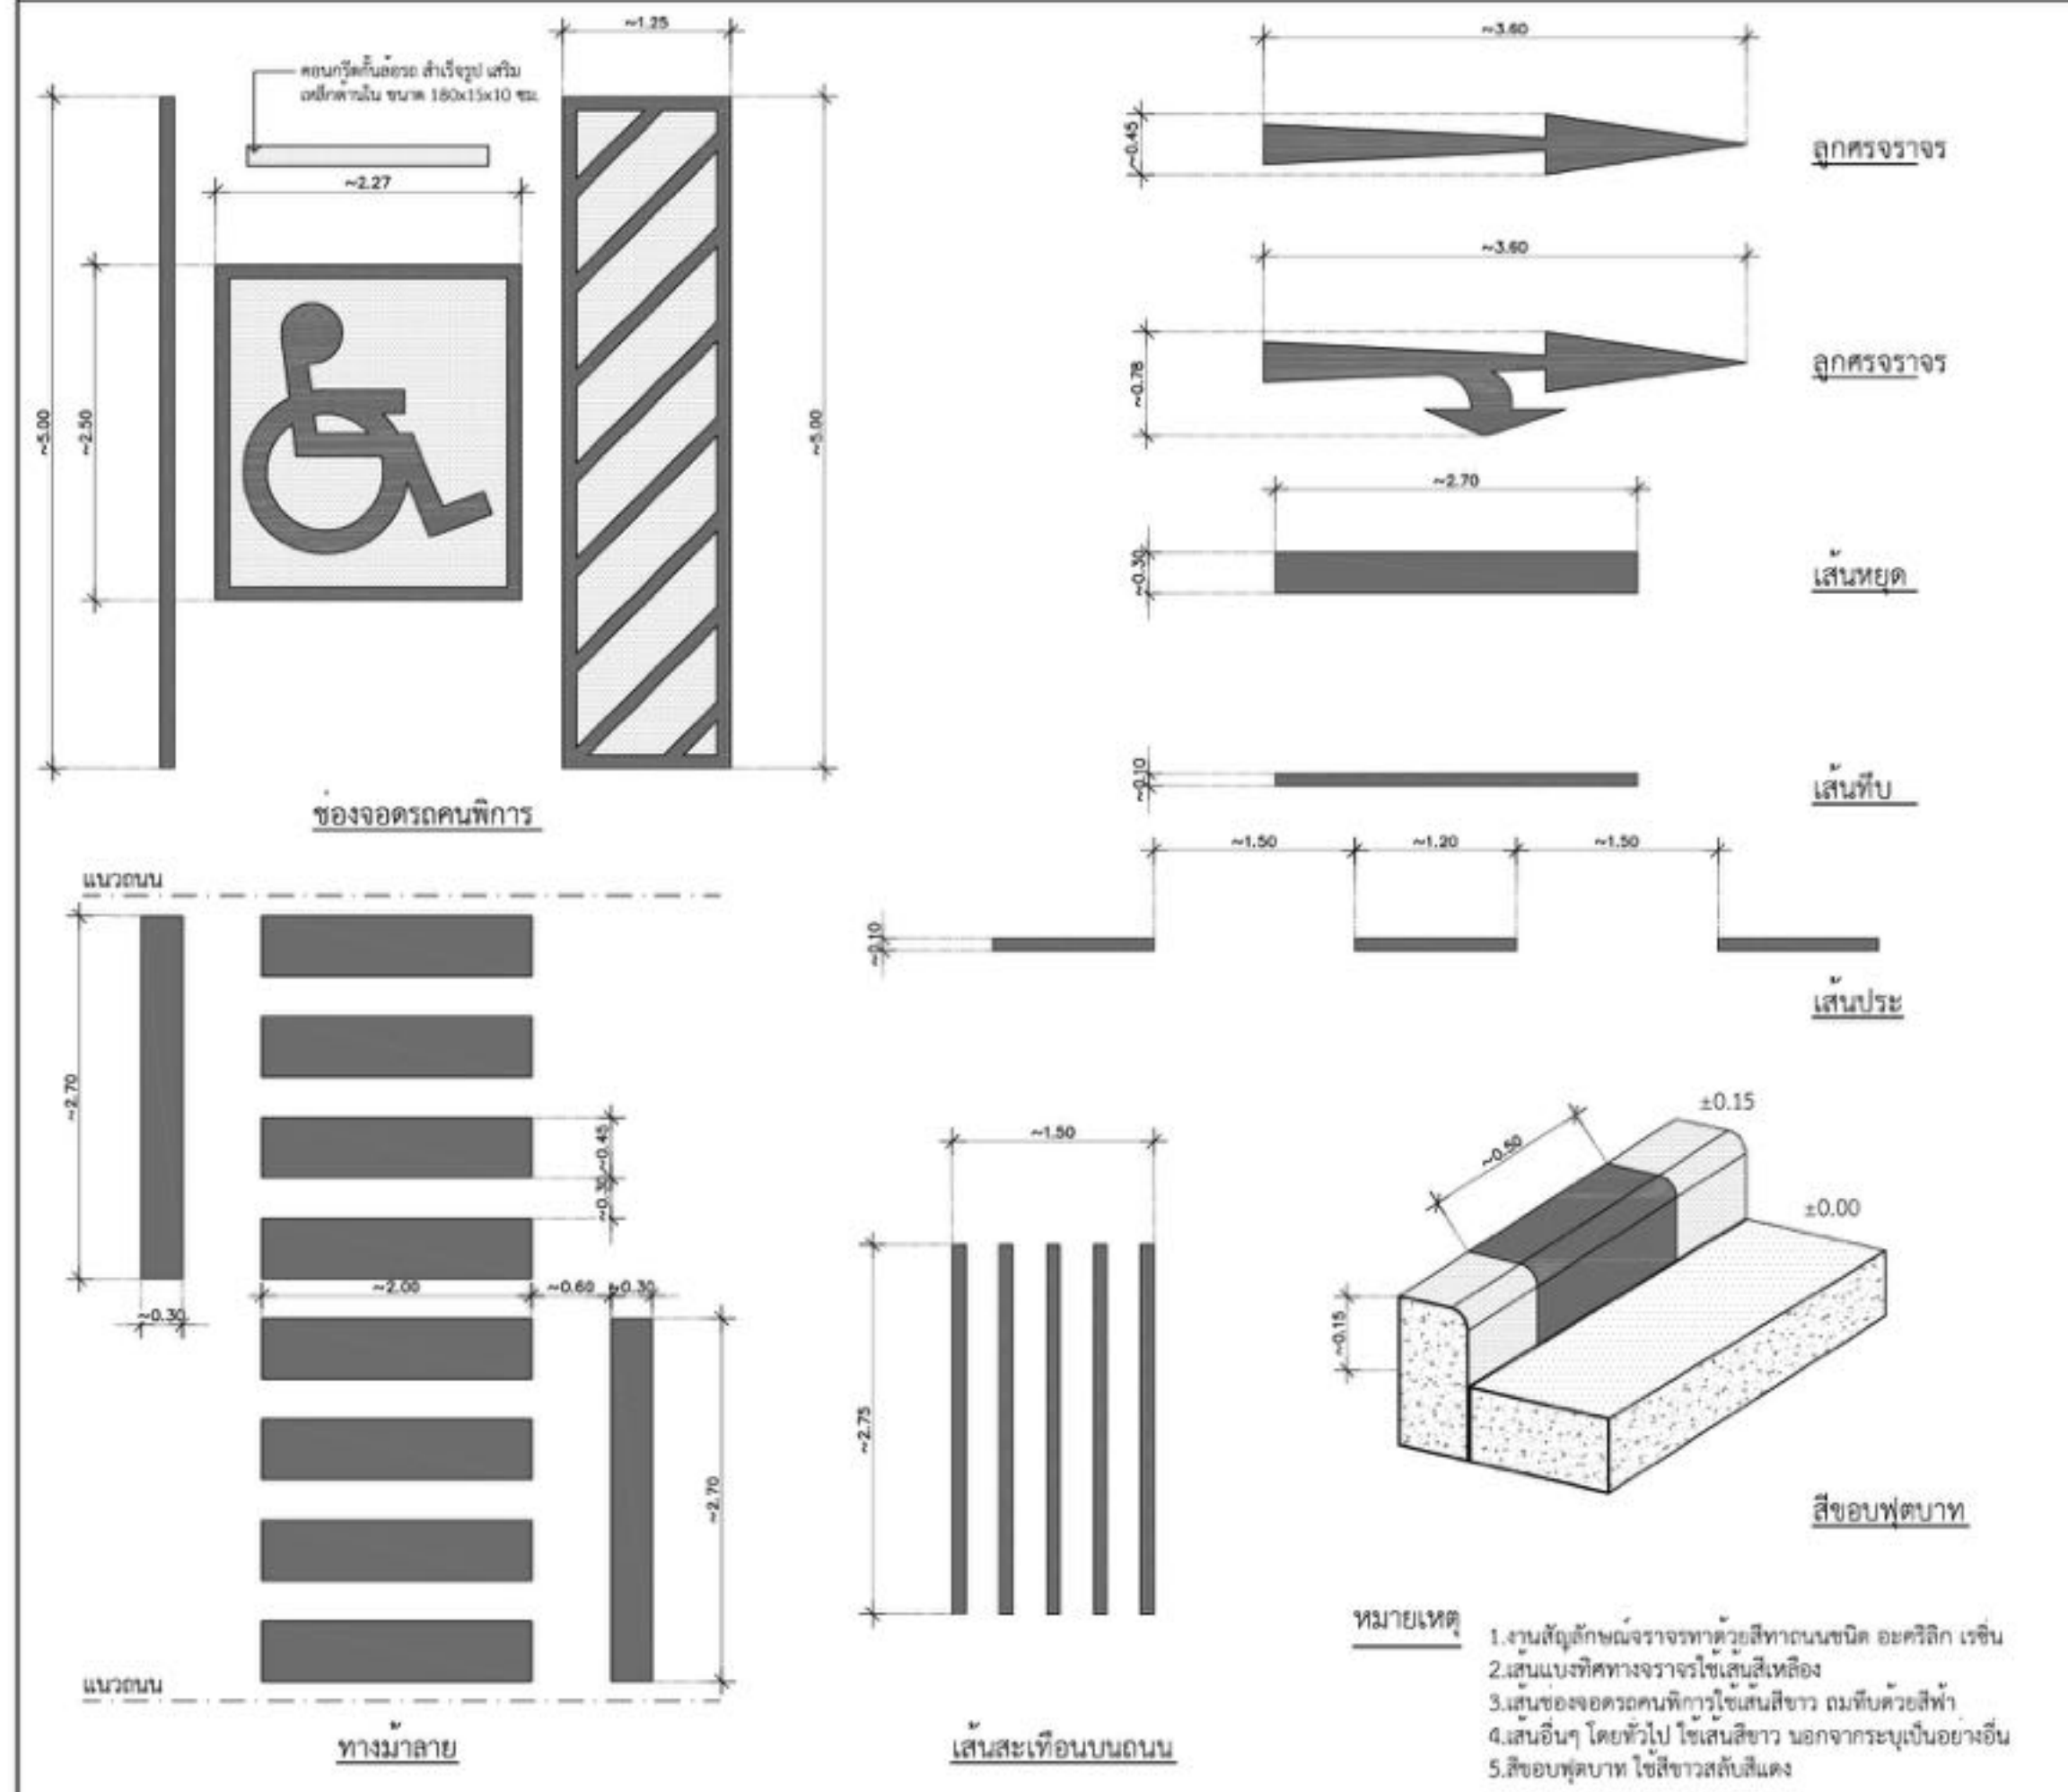 ~1.25
คอนกรีตกั้นล้อรถ สำเร็จรูป เสริม
เหล็กด้านใน ขนาด 180x15x10 ซม.
~2.27
~5.00
~2.50
~5.00
ช่องจอดรถคนพิการ
~3.60
~0.45
ลูกศรจราจร
~3.60
~0.78
ลูกศรจราจร
~2.70
~0.30
เส้นหยุด
~0.10
เส้นทึบ
~1.50
~1.20
~1.50
~0.10
เส้นประ
แนวถนน
~2.70
~0.45
~0.30
~0.30
~2.00
~0.60
~0.30
~2.70
แนวถนน
ทางม้าลาย
~1.50
~2.75
เส้นสะเทือนบนถนน
±0.15
~0.50
±0.00
~0.15
สีขอบฟุตบาท
หมายเหตุ
1.งานสัญลักษณ์จราจรทาด้วยสีทาถนนชนิด อะคริลิก เรซิ่น
2.เส้นแบ่งทิศทางจราจรใช้เส้นสีเหลือง
3.เส้นช่องจอดรถคนพิการใช้เส้นสีขาว ถมทึบด้วยสีฟ้า
4.เส้นอื่นๆ โดยทั่วไป ใช้เส้นสีขาว นอกจากระบุเป็นอย่างอื่น
5.สีขอบฟุตบาท ใช้สีขาวสลับสีแดง